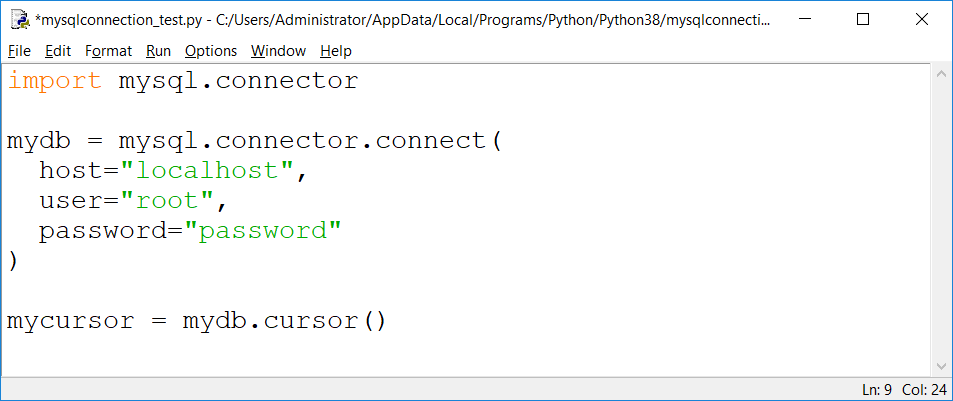 *mysqlconnection_test.py - C:/Users/Administrator/AppData/Local/Programs/Python/Python38/mysqlconnecti...
File Edit Format Run Options Window Help
import mysql.connector
mydb = mysql.connector.connect(
  host="localhost",
  user="root",
  password="password"
)
mycursor = mydb.cursor()
Ln: 9 Col: 24